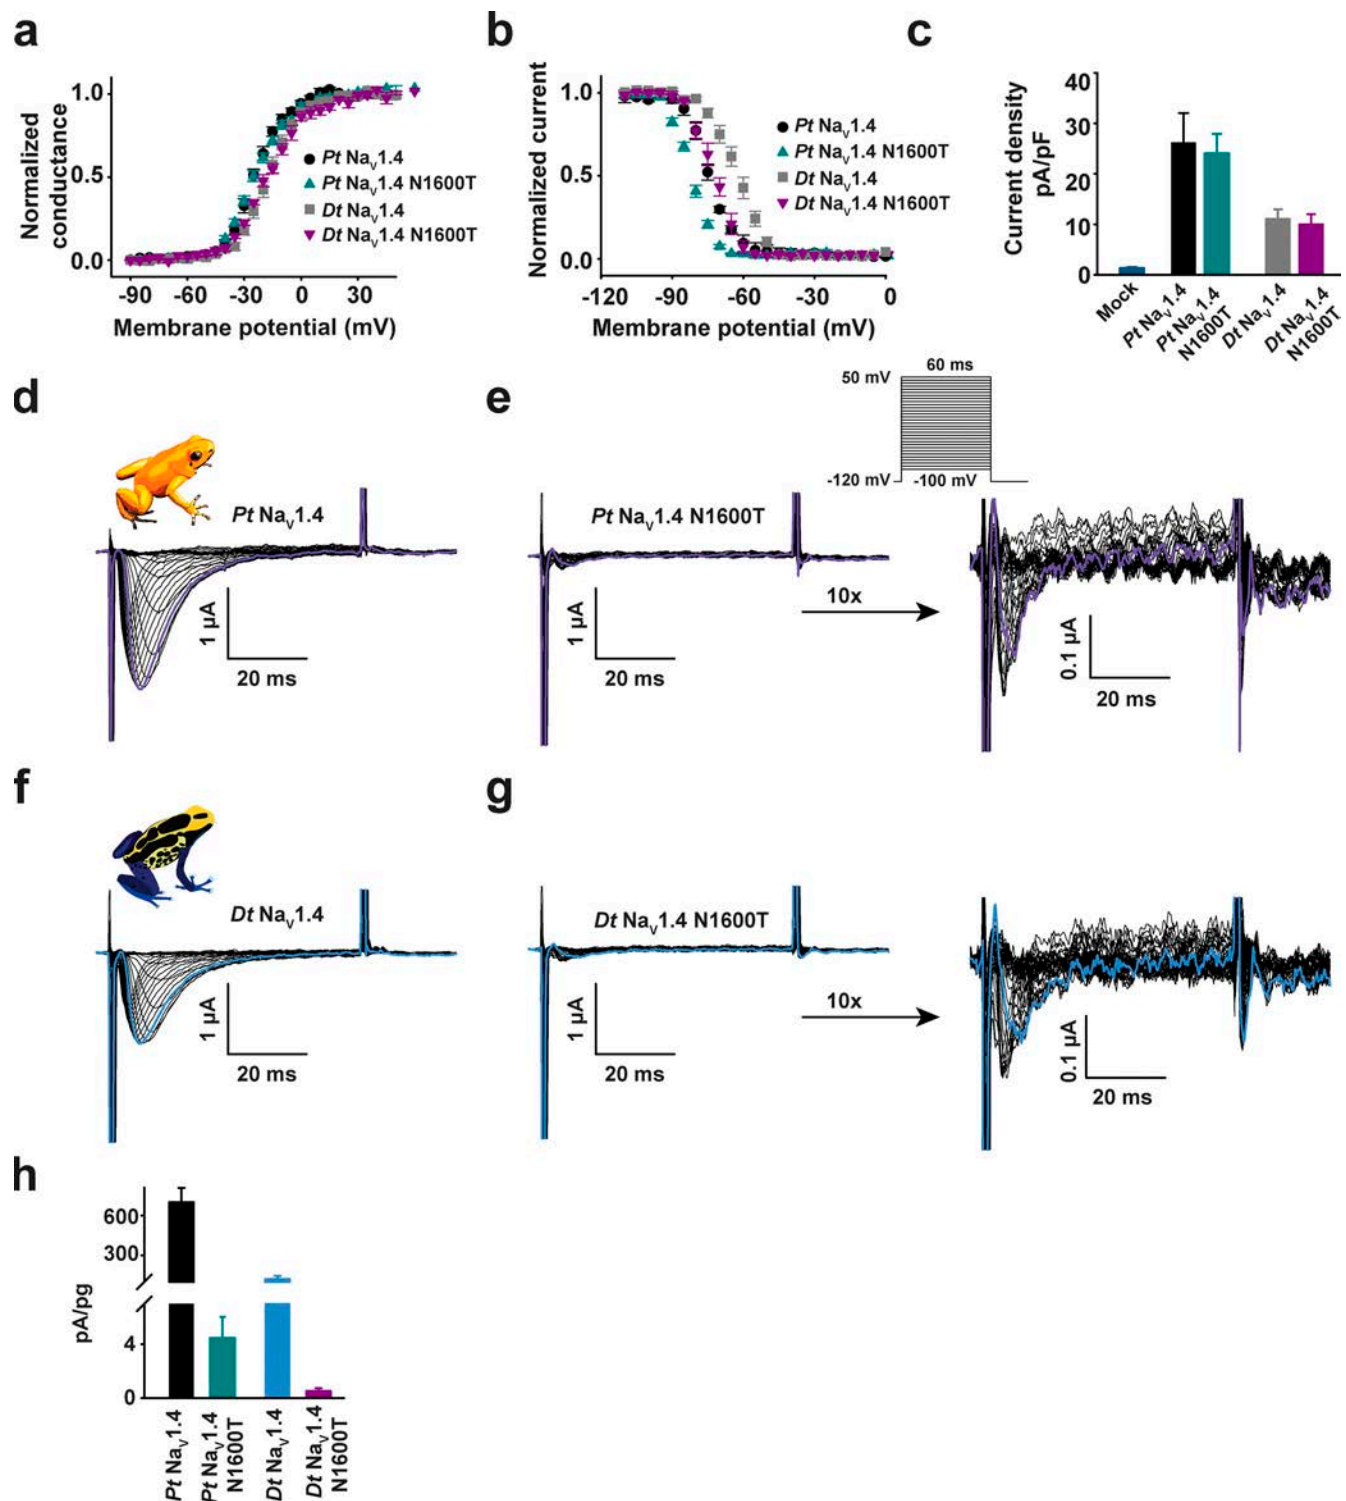 a
Normalized
conductance
1.0
0.5
0.0
-90
-60
-30
0
30
Membrane potential (mV)
Pt NaV1.4
Pt NaV1.4 N1600T
Dt NaV1.4
Dt NaV1.4 N1600T
b
Normalized current
1.0
0.5
0.0
-120
-90
-60
-30
0
Membrane potential (mV)
Pt NaV1.4
Pt NaV1.4 N1600T
Dt NaV1.4
Dt NaV1.4 N1600T
c
Current density
pA/pF
40
30
20
10
0
Mock
Pt NaV1.4
Pt NaV1.4
N1600T
Dt NaV1.4
Dt NaV1.4
N1600T
d
Pt NaV1.4
1 µA
20 ms
e
Pt NaV1.4 N1600T
1 µA
20 ms
10x
50 mV
60 ms
-120 mV
-100 mV
0.1 µA
20 ms
f
Dt NaV1.4
1 µA
20 ms
g
Dt NaV1.4 N1600T
1 µA
20 ms
10x
0.1 µA
20 ms
h
pA/pg
600
300
4
0
Pt NaV1.4
Pt NaV1.4
N1600T
Dt NaV1.4
Dt NaV1.4
N1600T